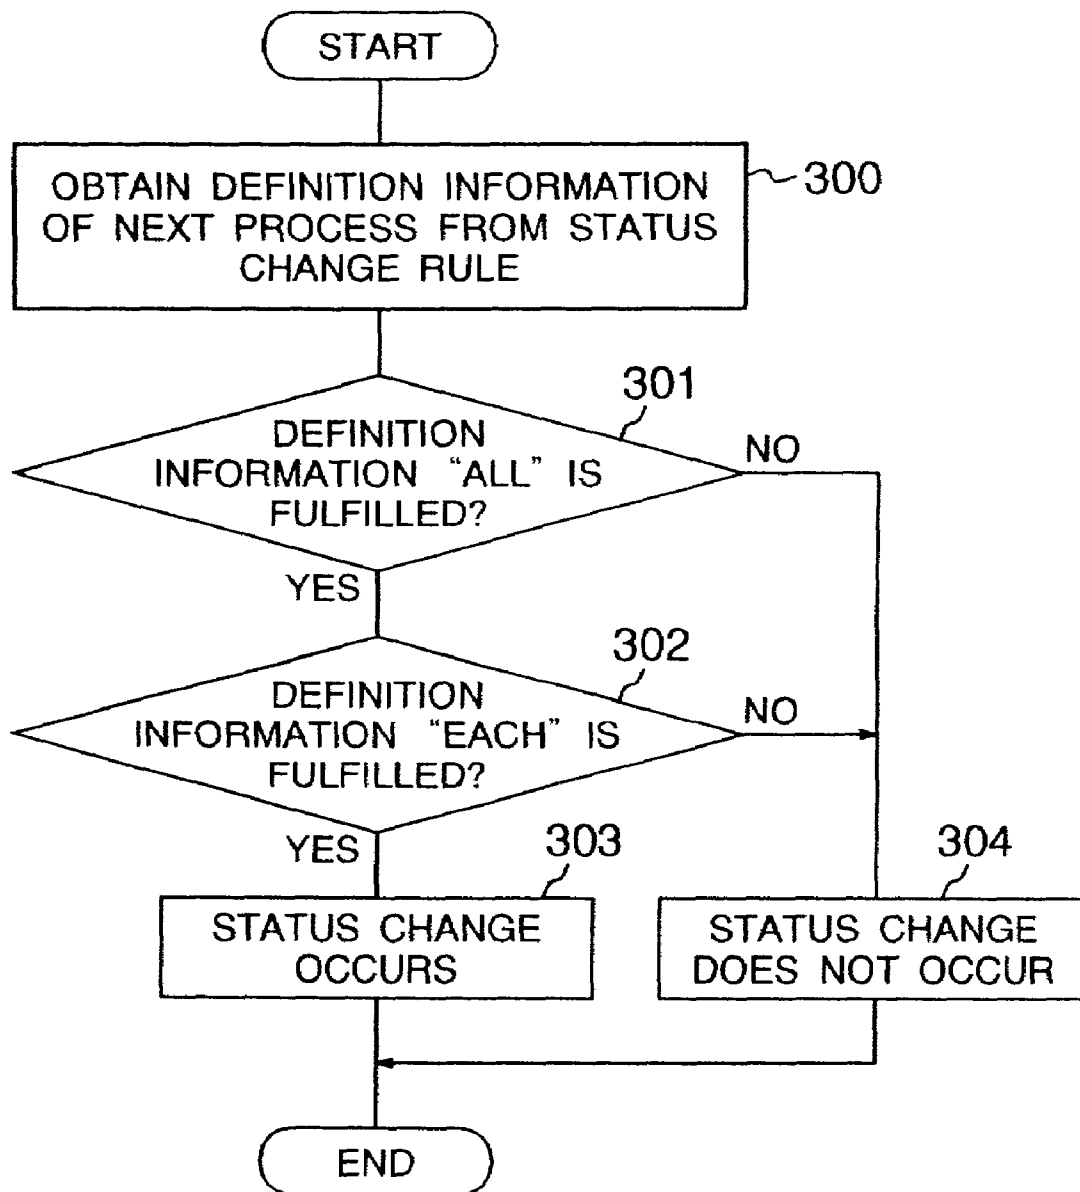 START
OBTAIN DEFINITION INFORMATION
OF NEXT PROCESS FROM STATUS
CHANGE RULE
300
301
DEFINITION
INFORMATION “ALL” IS
FULFILLED?
NO
YES
302
DEFINITION
INFORMATION “EACH” IS
FULFILLED?
NO
YES
303
304
STATUS CHANGE
OCCURS
STATUS CHANGE
DOES NOT OCCUR
END